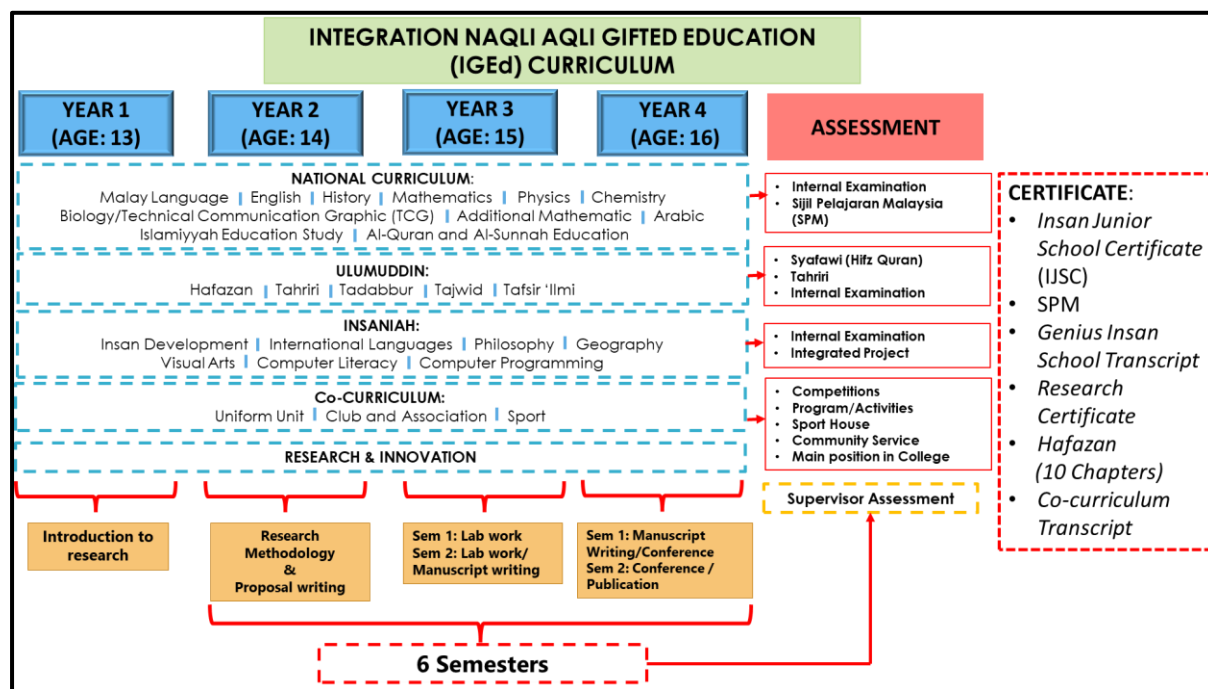 INTEGRATION NAQLI AQLI GIFTED EDUCATION
(IGEd) CURRICULUM
YEAR 1
(AGE: 13)
YEAR 2
(AGE: 14)
YEAR 3
(AGE: 15)
YEAR 4
(AGE: 16)
ASSESSMENT
NATIONAL CURRICULUM:
Malay Language | English | History | Mathematics | Physics | Chemistry
Biology/Technical Communication Graphic (TCG) | Additional Mathematic | Arabic
Islamiyyah Education Study | Al-Quran and Al-Sunnah Education
• Internal Examination
• Sijil Pelajaran Malaysia
(SPM)
ULUMUDDIN:
Hafazan | Tahriri | Tadabbur | Tajwid | Tafsir ‘Ilmi
• Syafawi (Hifz Quran)
• Tahriri
• Internal Examination
INSANIAH:
Insan Development | International Languages | Philosophy | Geography
Visual Arts | Computer Literacy | Computer Programming
• Internal Examination
• Integrated Project
Co-CURRICULUM:
Uniform Unit | Club and Association | Sport
• Competitions
• Program/Activities
• Sport House
• Community Service
• Main position in College
RESEARCH & INNOVATION
CERTIFICATE:
• Insan Junior
School Certificate
(IJSC)
• SPM
• Genius Insan
School Transcript
• Research
Certificate
• Hafazan
(10 Chapters)
• Co-curriculum
Transcript
Supervisor Assessment
Introduction to
research
Research
Methodology
&
Proposal writing
Sem 1: Lab work
Sem 2: Lab work/
Manuscript writing
Sem 1: Manuscript
Writing/Conference
Sem 2: Conference /
Publication
6 Semesters